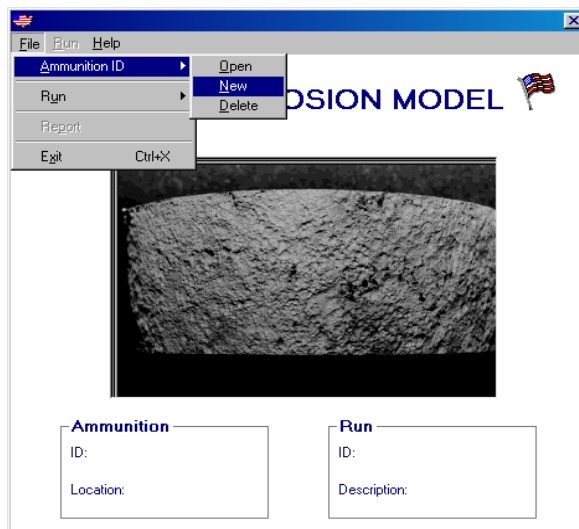 File Run Help
Ammunition ID
Open
New
Delete
Run
Report
Exit Ctrl+X
OSION MODEL
Ammunition
ID:
Location:
Run
ID:
Description: